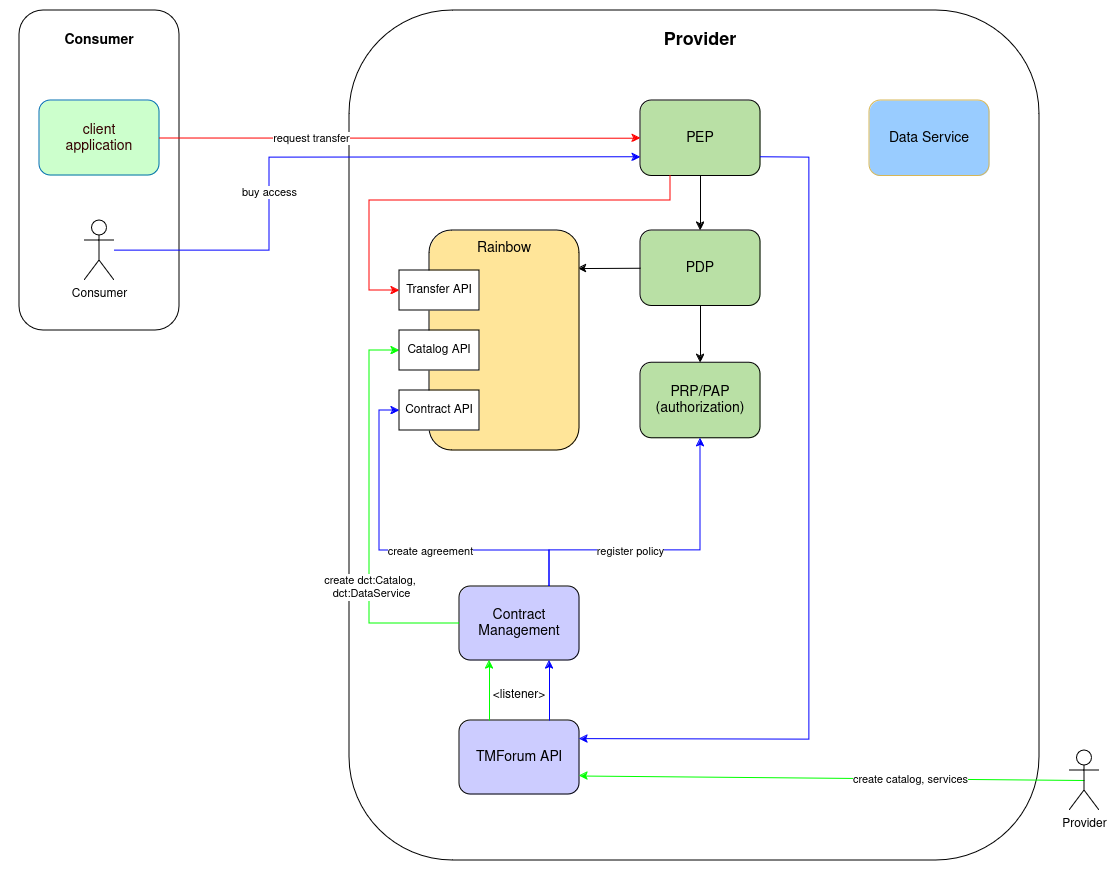 Consumer
Provider
client
application
PEP
Data Service
request transfer
buy access
Consumer
Rainbow
PDP
Transfer API
Catalog API
Contract API
PRP/PAP
(authorization)
create agreement
register policy
create dct:Catalog,
dct:DataService
Contract
Management
<listener>
TMForum API
create catalog, services
Provider